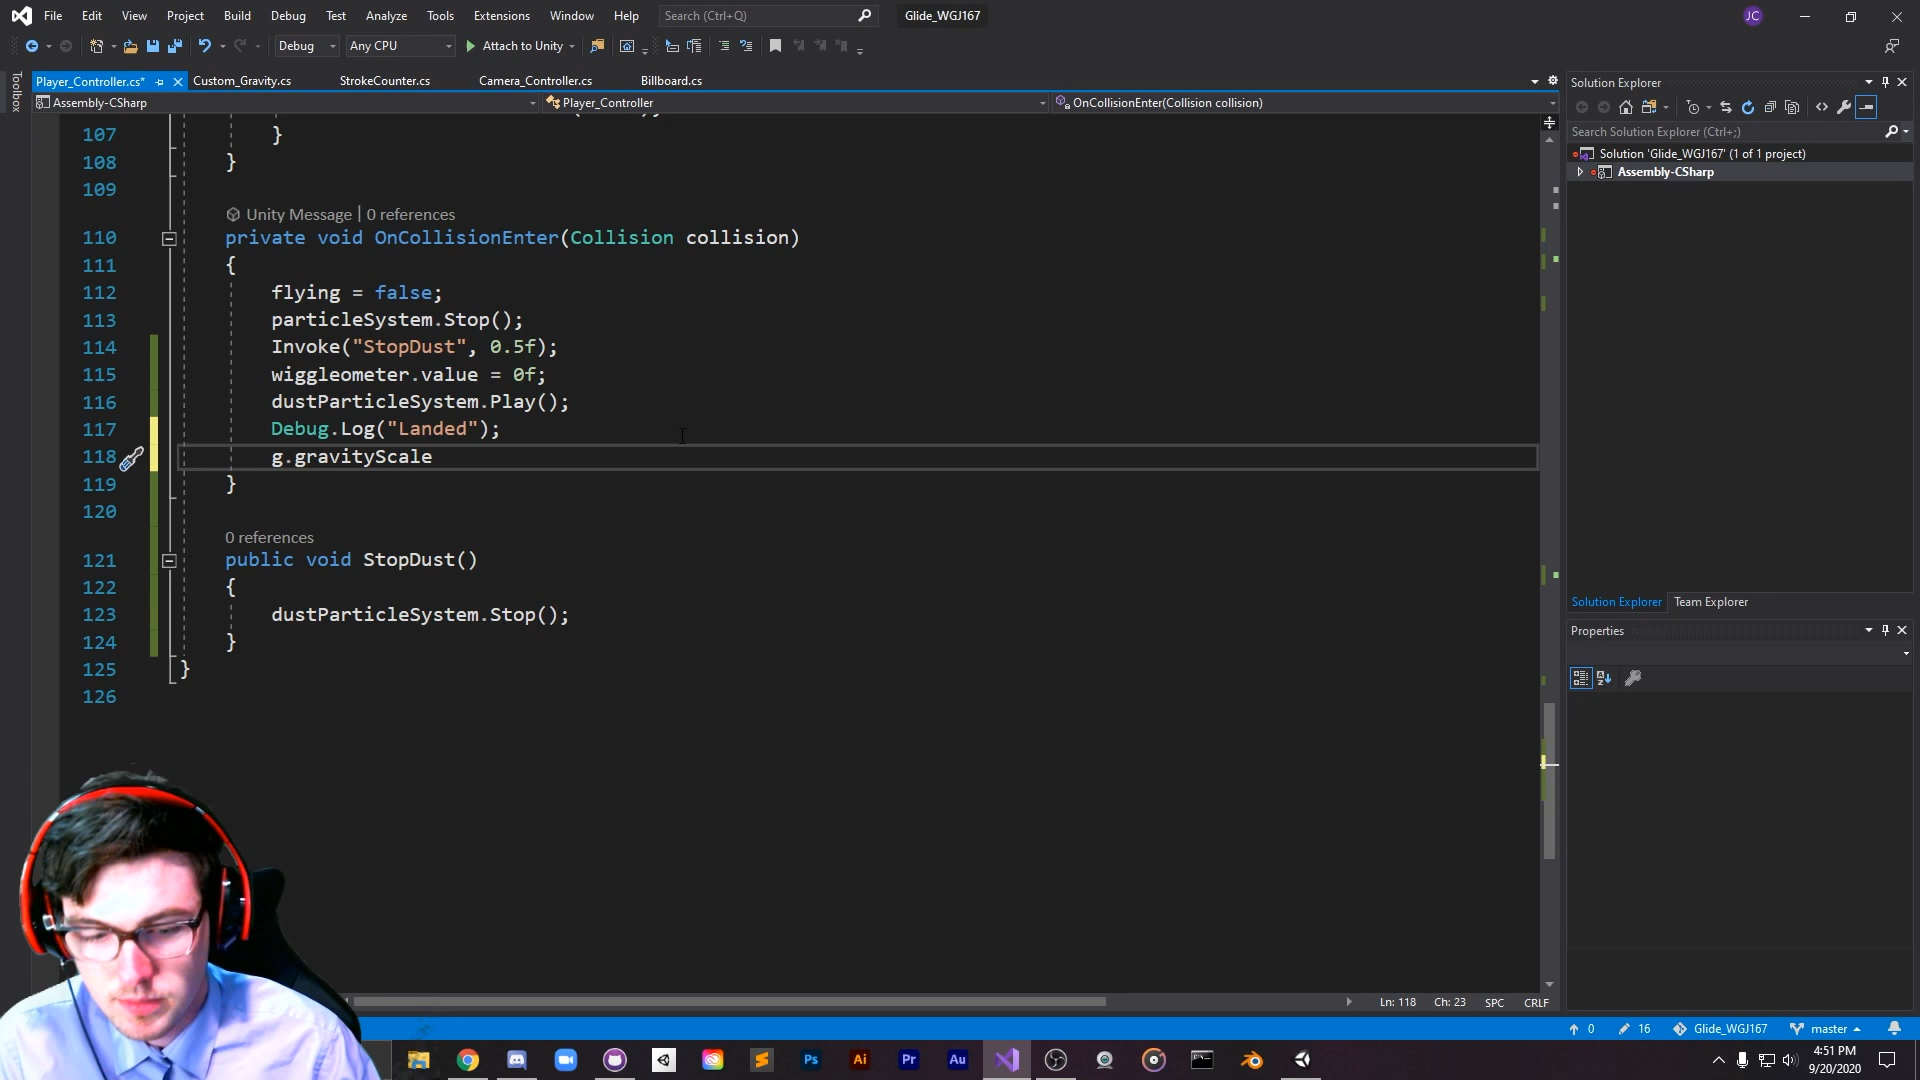 File Edit View Project Build Debug Test Analyze Tools Extensions Window Help Search (Ctrl+Q) Glide_WGJ167 JC
Debug Any CPU Attach to Unity
Toolbox
Player_Controller.cs* Custom_Gravity.cs StrokeCounter.cs Camera_Controller.cs Billboard.cs
Assembly-CSharp Player_Controller OnCollisionEnter(Collision collision)
107 }
108 }
109
Unity Message | 0 references
110 private void OnCollisionEnter(Collision collision)
111 {
112 flying = false;
113 particleSystem.Stop();
114 Invoke("StopDust", 0.5f);
115 wiggleometer.value = 0f;
116 dustParticleSystem.Play();
117 Debug.Log("Landed");
118 g.gravityScale
119 }
120
0 references
121 public void StopDust()
122 {
123 dustParticleSystem.Stop();
124 }
125 }
126
Ln: 118 Ch: 23 SPC CRLF
Solution Explorer
Search Solution Explorer (Ctrl+;)
Solution 'Glide_WGJ167' (1 of 1 project)
Assembly-CSharp
Solution Explorer Team Explorer
Properties
0 16 Glide_WGJ167 master
Ps Ai Pr Au
4:51 PM
9/20/2020